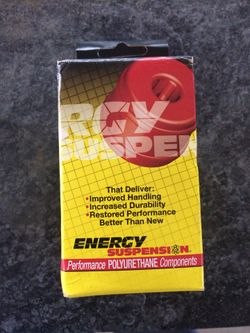 RGY
SUSPEN
That Deliver:
•Improved Handling
•Increased Durability
•Restored Performance
Better Than New
ENERGY
SUSPENSION
Performance POLYURETHANE Components